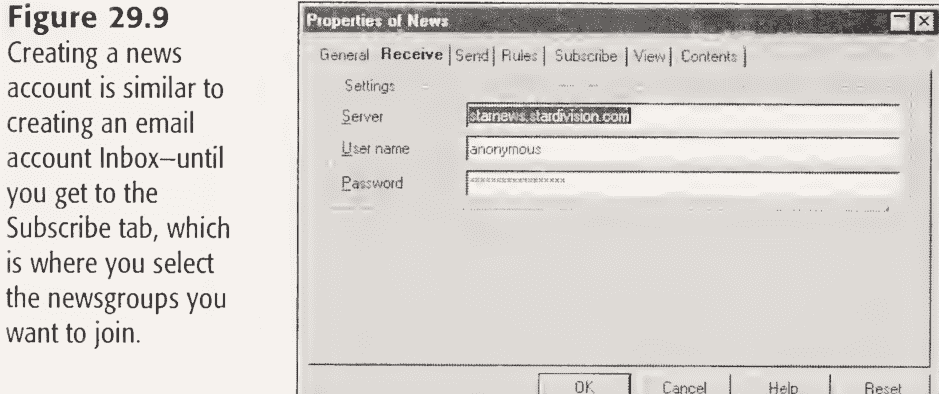 Figure 29.9
Creating a news
account is similar to
creating an email
account Inbox—until
you get to the
Subscribe tab, which
is where you select
the newsgroups you
want to join.
Properties of News
General Receive Send Rules Subscribe View Contents
Settings
Server starnews.stardivision.com
User name anonymous
Password ******************
OK Cancel Help Reset